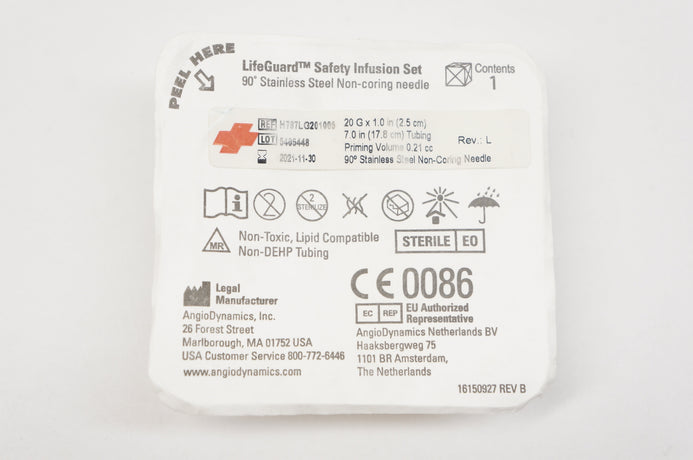 PEEL HERE
LifeGuard™ Safety Infusion Set
90° Stainless Steel Non-coring needle
Contents
1
REF H787LG201006
LOT 5495448
2021-11-30
20 G x 1.0 in (2.5 cm)
7.0 in (17.8 cm) Tubing
Priming Volume 0.21 cc
90º Stainless Steel Non-Coring Needle
Rev.: L
2
2
STERILIZE
MR
Non-Toxic, Lipid Compatible
Non-DEHP Tubing
STERILE EO
Legal
Manufacturer
AngioDynamics, Inc.
26 Forest Street
Marlborough, MA 01752 USA
USA Customer Service 800-772-6446
www.angiodynamics.com
CE 0086
EC REP
EU Authorized
Representative
AngioDynamics Netherlands BV
Haaksbergweg 75
1101 BR Amsterdam,
The Netherlands
16150927 REV B